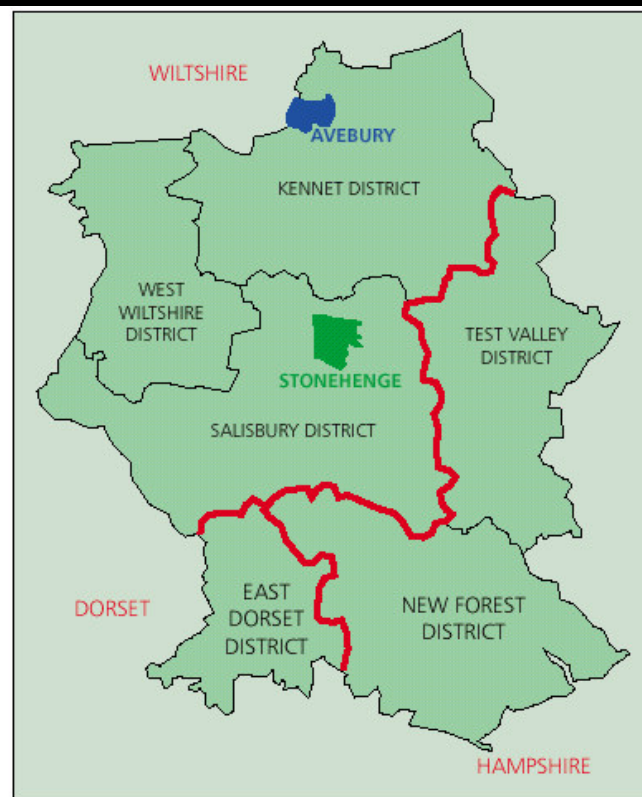 WILTSHIRE
AVEBURY
KENNET DISTRICT
WEST
WILTSHIRE
DISTRICT
TEST VALLEY
DISTRICT
STONEHENGE
SALISBURY DISTRICT
EAST
DORSET
DISTRICT
NEW FOREST
DISTRICT
DORSET
HAMPSHIRE